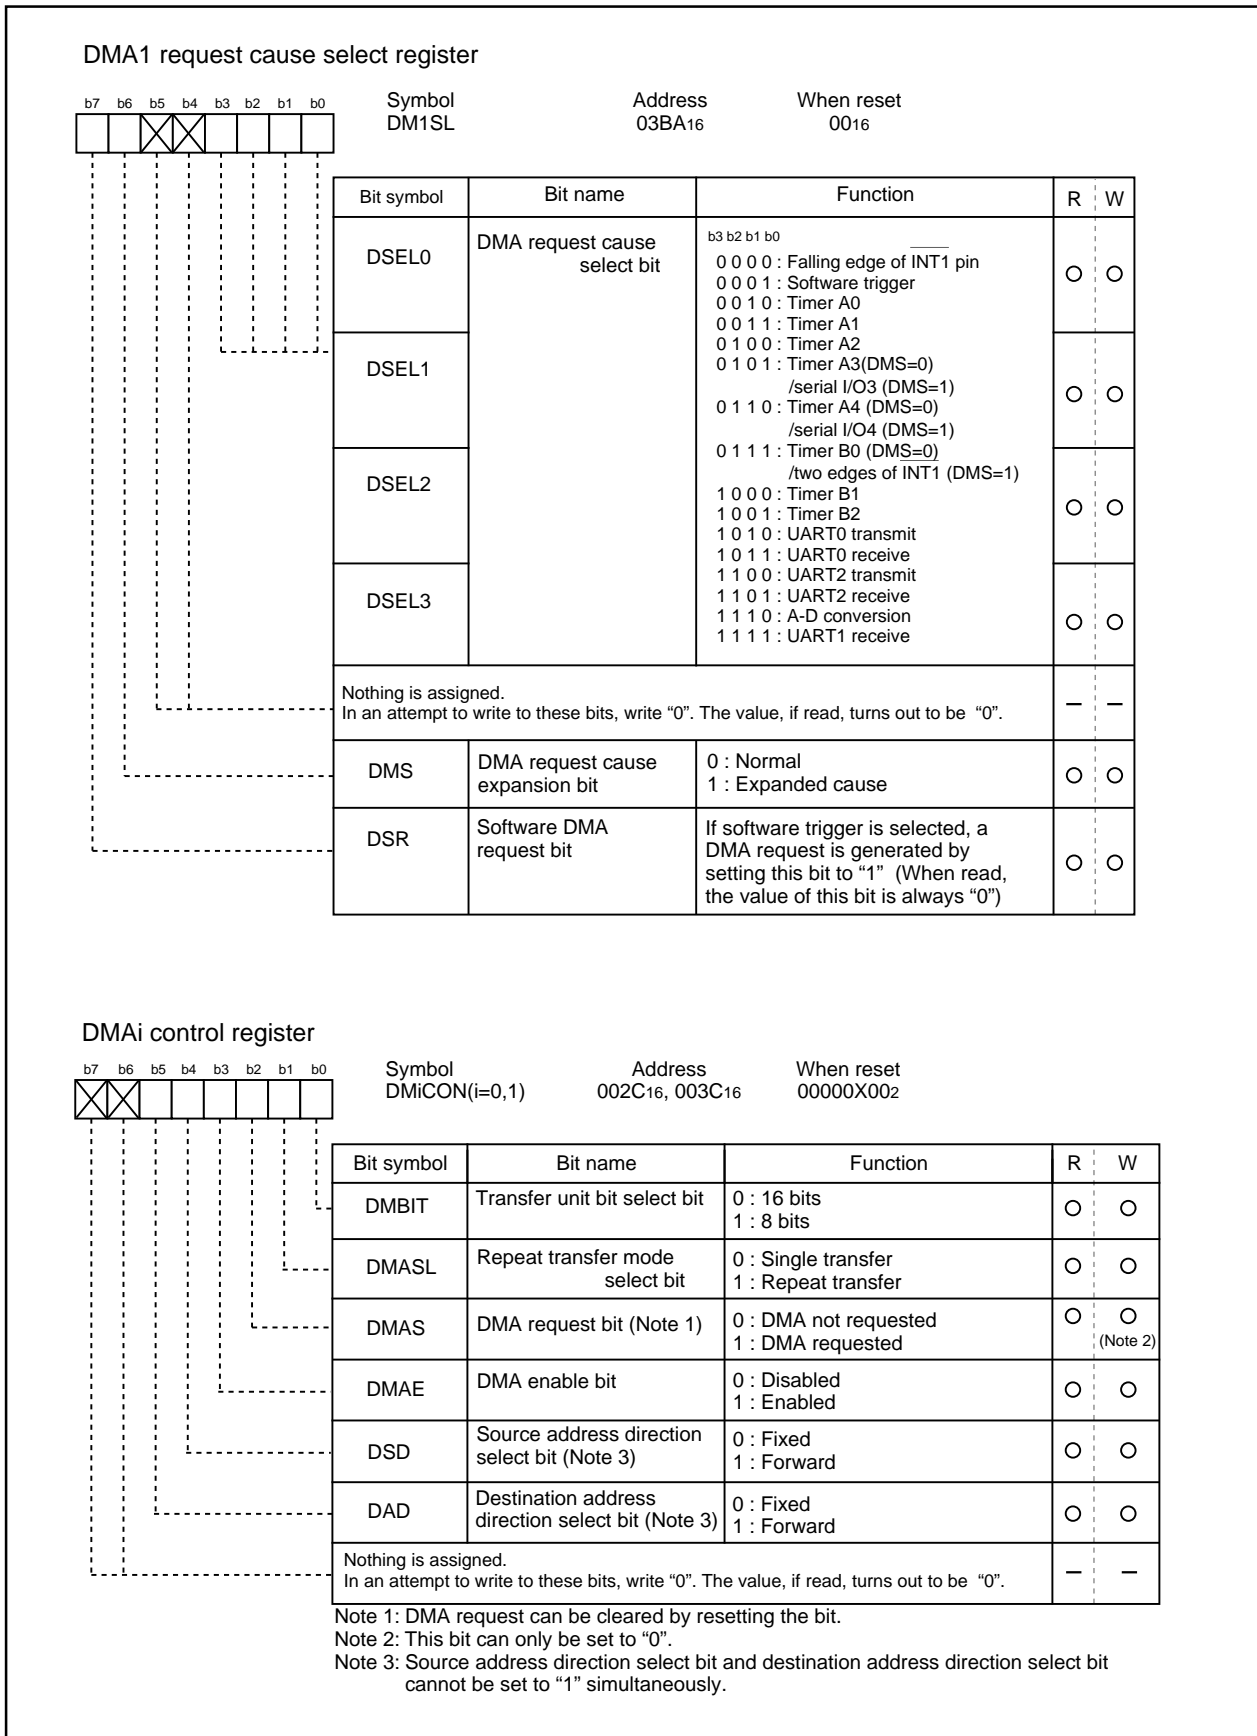 DMA1 request cause select register
b7 b6 b5 b4 b3 b2 b1 b0
Symbol Address When reset
DM1SL 03BA16 0016
Bit symbol Bit name Function R W
DSEL0
DMA request cause
select bit
b3 b2 b1 b0
0 0 0 0 : Falling edge of INT1 pin
0 0 0 1 : Software trigger
0 0 1 0 : Timer A0
0 0 1 1 : Timer A1
0 1 0 0 : Timer A2
DSEL1
0 1 0 1 : Timer A3(DMS=0)
/serial I/O3 (DMS=1)
0 1 1 0 : Timer A4 (DMS=0)
/serial I/O4 (DMS=1)
0 1 1 1 : Timer B0 (DMS=0)
/two edges of INT1 (DMS=1)
DSEL2
1 0 0 0 : Timer B1
1 0 0 1 : Timer B2
1 0 1 0 : UART0 transmit
1 0 1 1 : UART0 receive
1 1 0 0 : UART2 transmit
DSEL3
1 1 0 1 : UART2 receive
1 1 1 0 : A-D conversion
1 1 1 1 : UART1 receive
Nothing is assigned.
In an attempt to write to these bits, write “0”. The value, if read, turns out to be “0”.
DMS
DMA request cause
expansion bit
0 : Normal
1 : Expanded cause
DSR
Software DMA
request bit
If software trigger is selected, a
DMA request is generated by
setting this bit to “1” (When read,
the value of this bit is always “0”)
DMAi control register
b7 b6 b5 b4 b3 b2 b1 b0
Symbol Address When reset
DMiCON(i=0,1) 002C16, 003C16 00000X002
Bit symbol Bit name Function R W
DMBIT
Transfer unit bit select bit
0 : 16 bits
1 : 8 bits
DMASL
Repeat transfer mode
select bit
0 : Single transfer
1 : Repeat transfer
DMAS
DMA request bit (Note 1)
0 : DMA not requested
1 : DMA requested
(Note 2)
DMAE
DMA enable bit
0 : Disabled
1 : Enabled
DSD
Source address direction
select bit (Note 3)
0 : Fixed
1 : Forward
DAD
Destination address
direction select bit (Note 3)
0 : Fixed
1 : Forward
Nothing is assigned.
In an attempt to write to these bits, write “0”. The value, if read, turns out to be “0”.
Note 1: DMA request can be cleared by resetting the bit.
Note 2: This bit can only be set to “0”.
Note 3: Source address direction select bit and destination address direction select bit
cannot be set to “1” simultaneously.